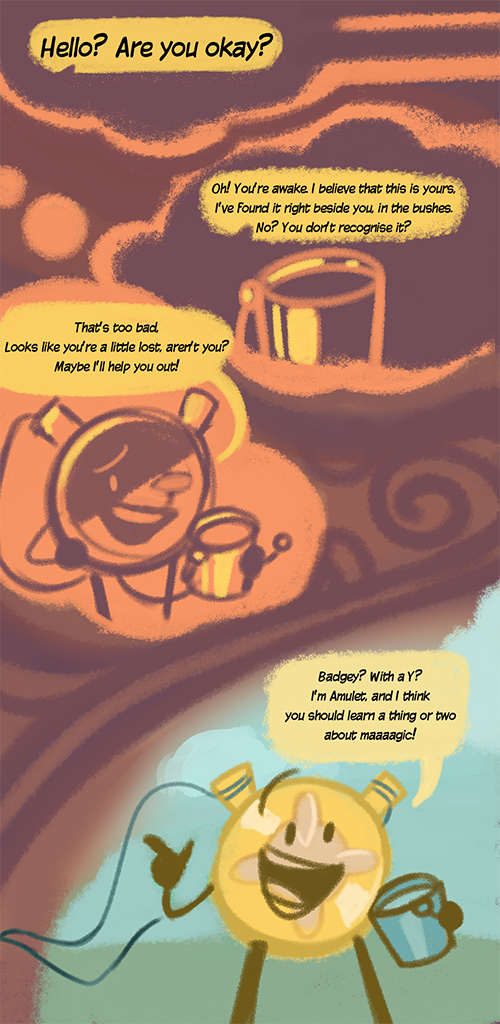 Hello? Are you okay?
Oh! You're awake. I believe that this is yours,
I've found it right beside you, in the bushes.
No? You don't recognise it?
That's too bad.
Looks like you're a little lost, aren't you?
Maybe I'll help you out!
Badgey? With a Y?
I'm Amulet, and I think
you should learn a thing or two
about maaaagic!